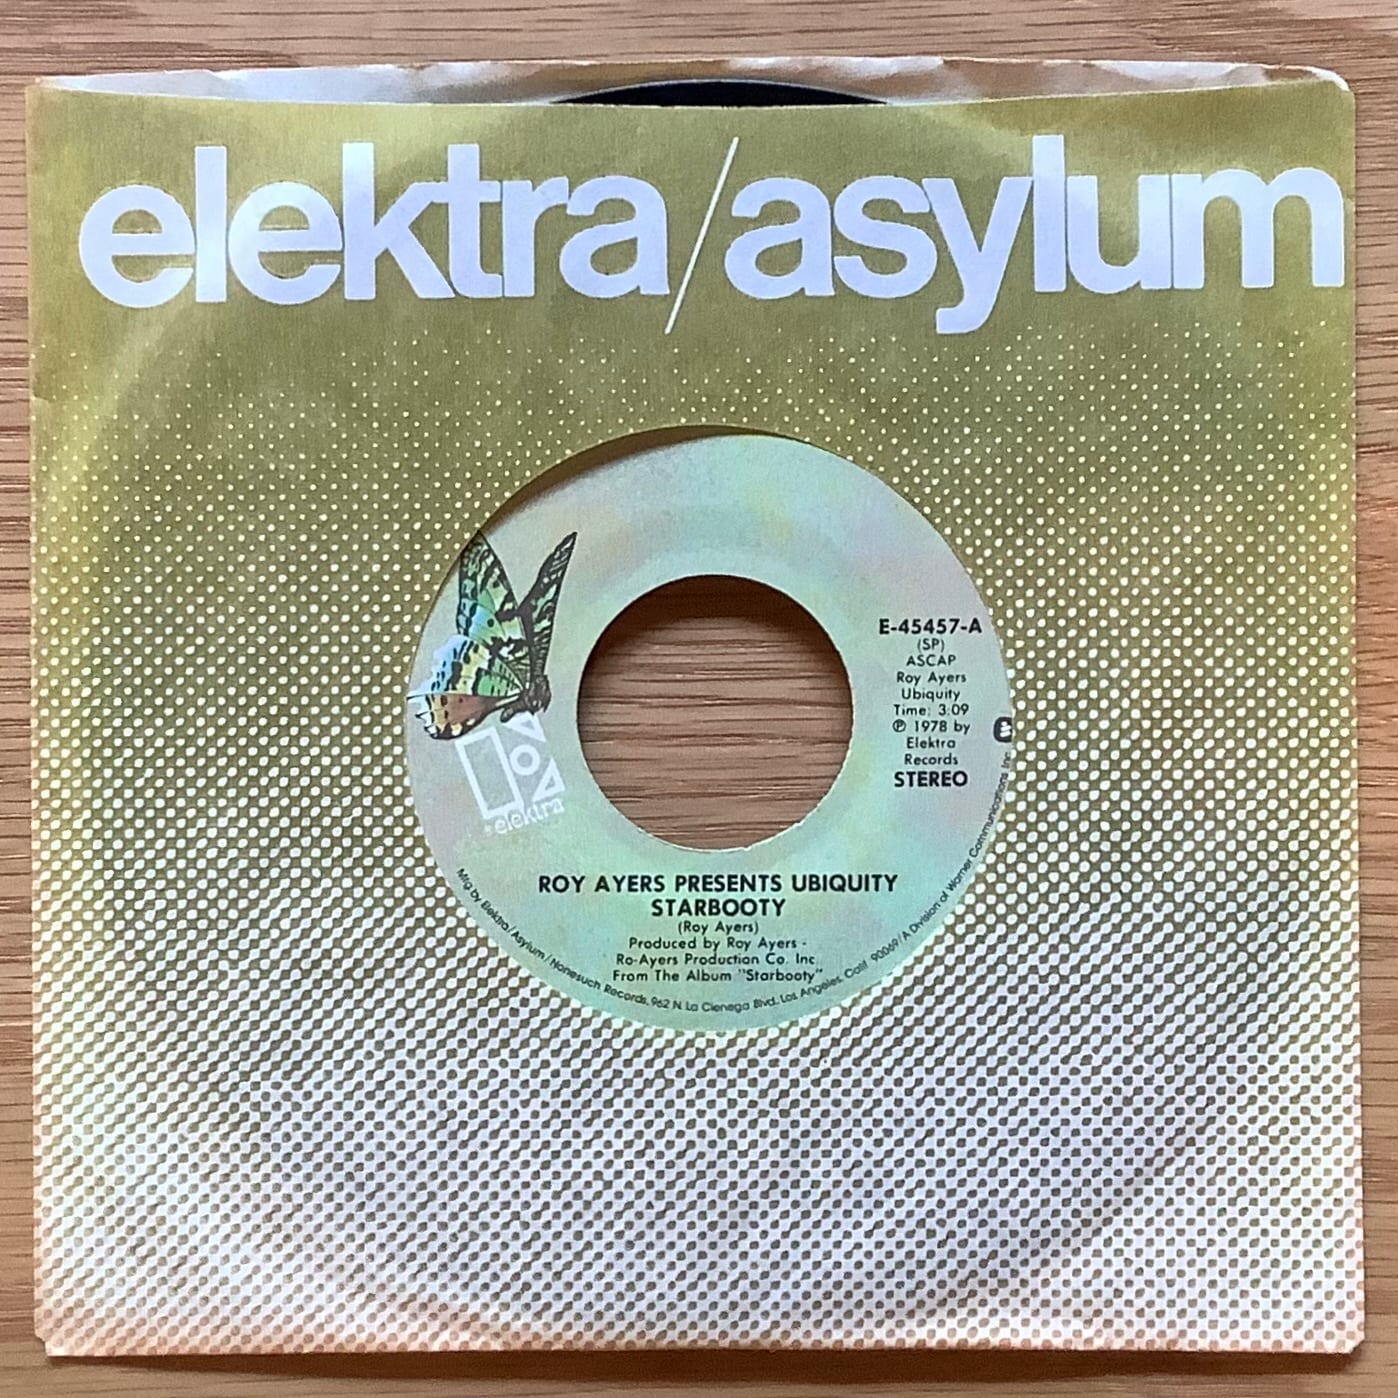 elektra/asylum
E-45457-A
(SP)
ASCAP
Roy Ayers
Ubiquity
Time: 3:09
℗ 1978 by
Elektra
Records
STEREO
e
elektra
ROY AYERS PRESENTS UBIQUITY
STARBOOTY
(Roy Ayers)
Produced by Roy Ayers -
Ro-Ayers Production Co. Inc.
From The Album "Starbooty"
Mfg by Elektra/Asylum/Nonesuch Records, 962 N. La Cienega Blvd., Los Angeles, Calif. 90069/A Division of Warner Communications Inc.